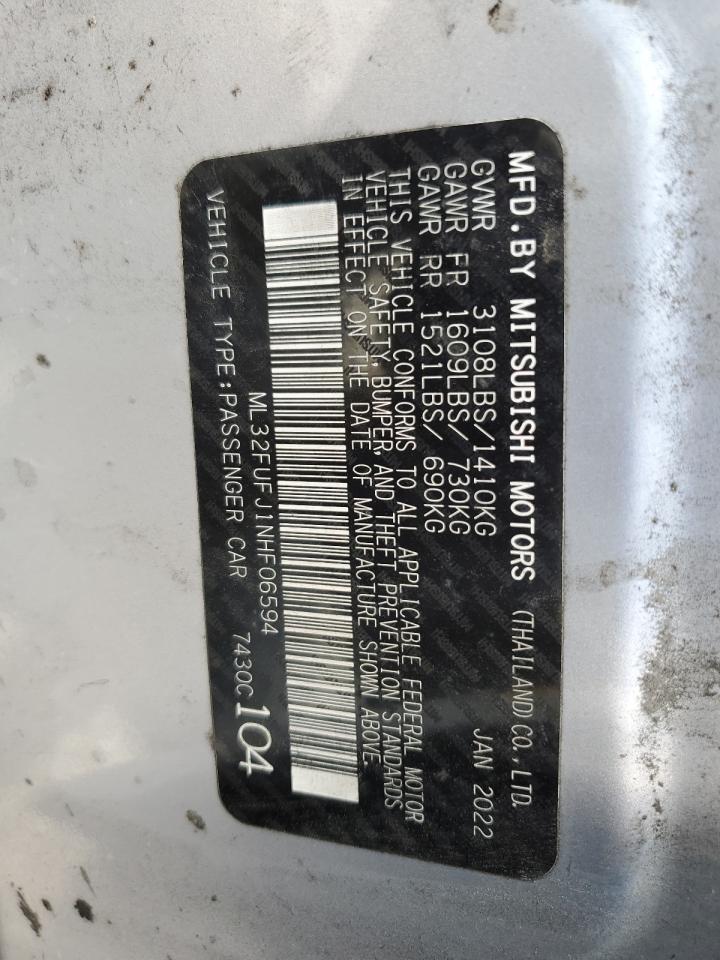 MFD.BY MITSUBISHI MOTORS (THAILAND) CO., LTD.
GVWR 3108LBS/1410KG JAN 2022
GAWR FR 1609LBS/ 730KG
GAWR RR 1521LBS/ 690KG
THIS VEHICLE CONFORMS TO ALL APPLICABLE FEDERAL MOTOR
VEHICLE SAFETY, BUMPER, AND THEFT PREVENTION STANDARDS
IN EFFECT ON THE DATE OF MANUFACTURE SHOWN ABOVE.
ML32FUFJ1NHF06594
VEHICLE TYPE:PASSENGER CAR 7430C 104